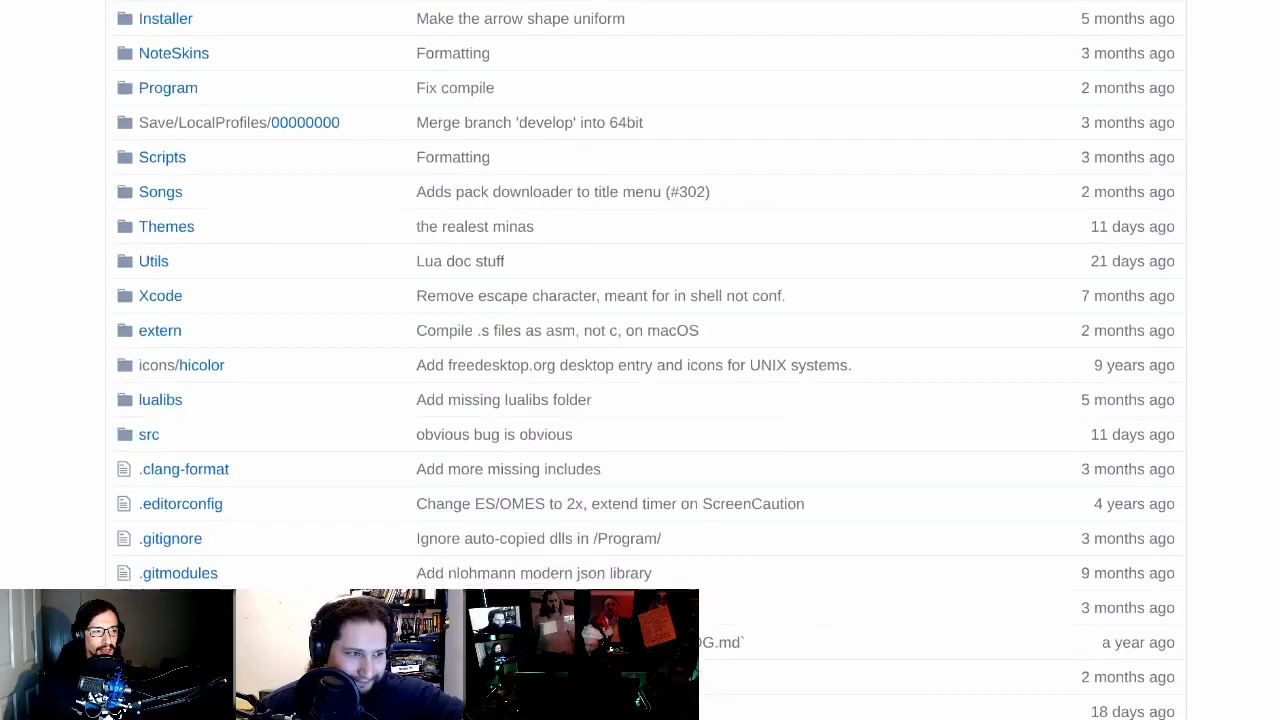 Installer Make the arrow shape uniform 5 months ago
NoteSkins Formatting 3 months ago
Program Fix compile 2 months ago
Save/LocalProfiles/00000000 Merge branch 'develop' into 64bit 3 months ago
Scripts Formatting 3 months ago
Songs Adds pack downloader to title menu (#302) 2 months ago
Themes the realest minas 11 days ago
Utils Lua doc stuff 21 days ago
Xcode Remove escape character, meant for in shell not conf. 7 months ago
extern Compile .s files as asm, not c, on macOS 2 months ago
icons/hicolor Add freedesktop.org desktop entry and icons for UNIX systems. 9 years ago
lualibs Add missing lualibs folder 5 months ago
src obvious bug is obvious 11 days ago
.clang-format Add more missing includes 3 months ago
.editorconfig Change ES/OMES to 2x, extend timer on ScreenCaution 4 years ago
.gitignore Ignore auto-copied dlls in /Program/ 3 months ago
.gitmodules Add nlohmann modern json library 9 months ago
3 months ago
G.md` a year ago
2 months ago
18 days ago